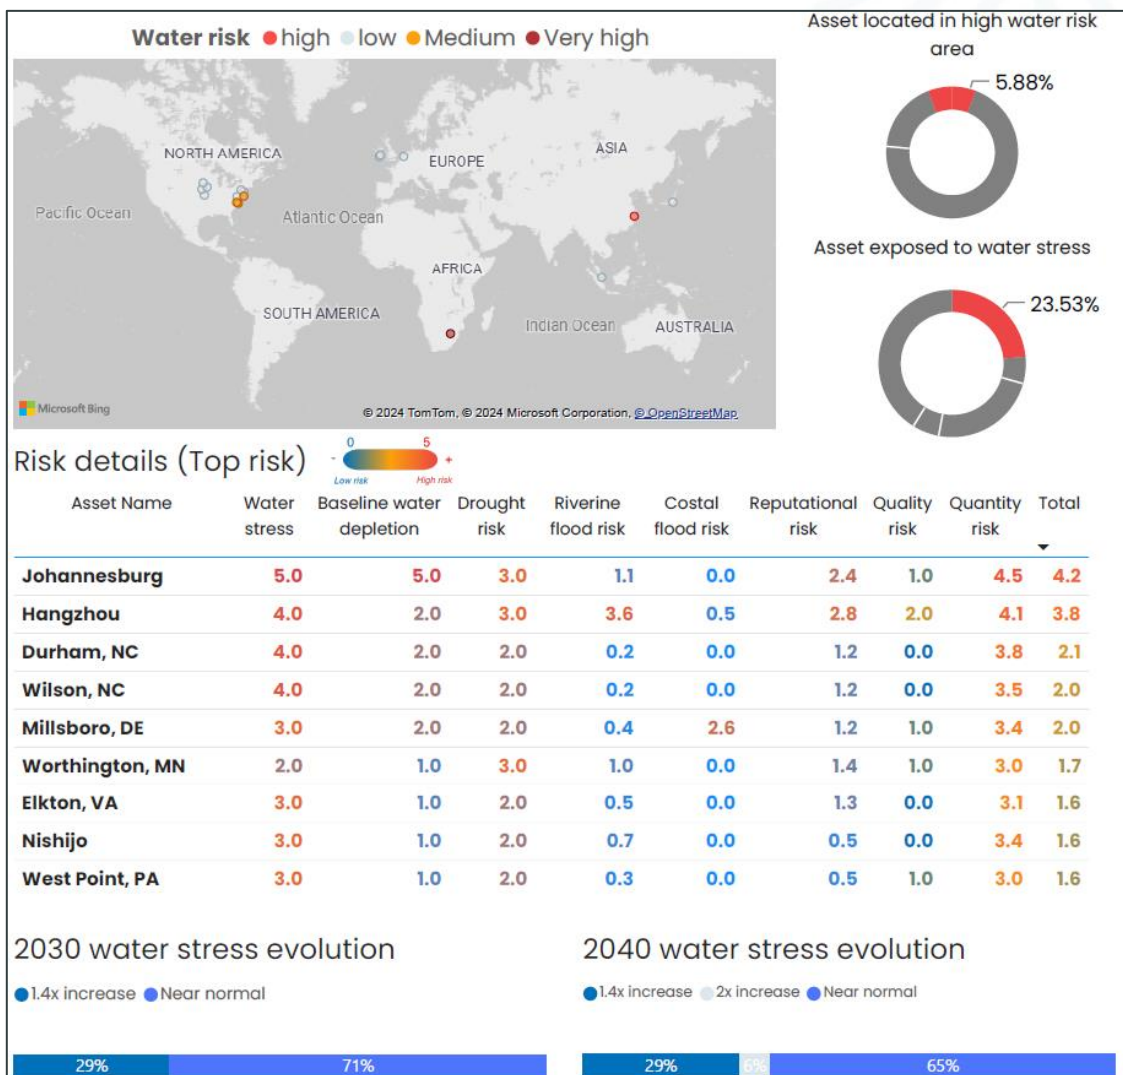 Water risk high low Medium Very high
NORTH AMERICA
EUROPE
ASIA
Pacific Ocean
Atlantic Ocean
AFRICA
SOUTH AMERICA
Indian Ocean
AUSTRALIA
Microsoft Bing
© 2024 TomTom, © 2024 Microsoft Corporation, © OpenStreetMap
Asset located in high water risk
area
5.88%
Asset exposed to water stress
23.53%
Risk details (Top risk)
0 5
- +
Low risk High risk
Asset Name Water Baseline water Drought Riverine Costal Reputational Quality Quantity Total
stress depletion risk flood risk flood risk risk risk risk
Johannesburg 5.0 5.0 3.0 1.1 0.0 2.4 1.0 4.5 4.2
Hangzhou 4.0 2.0 3.0 3.6 0.5 2.8 2.0 4.1 3.8
Durham, NC 4.0 2.0 2.0 0.2 0.0 1.2 0.0 3.8 2.1
Wilson, NC 4.0 2.0 2.0 0.2 0.0 1.2 0.0 3.5 2.0
Millsboro, DE 3.0 2.0 2.0 0.4 2.6 1.2 1.0 3.4 2.0
Worthington, MN 2.0 1.0 3.0 1.0 0.0 1.4 1.0 3.0 1.7
Elkton, VA 3.0 1.0 2.0 0.5 0.0 1.3 0.0 3.1 1.6
Nishijo 3.0 1.0 2.0 0.7 0.0 0.5 0.0 3.4 1.6
West Point, PA 3.0 1.0 2.0 0.3 0.0 0.5 1.0 3.0 1.6
2030 water stress evolution
1.4x increase Near normal
29% 71%
2040 water stress evolution
1.4x increase 2x increase Near normal
29% 6% 65%